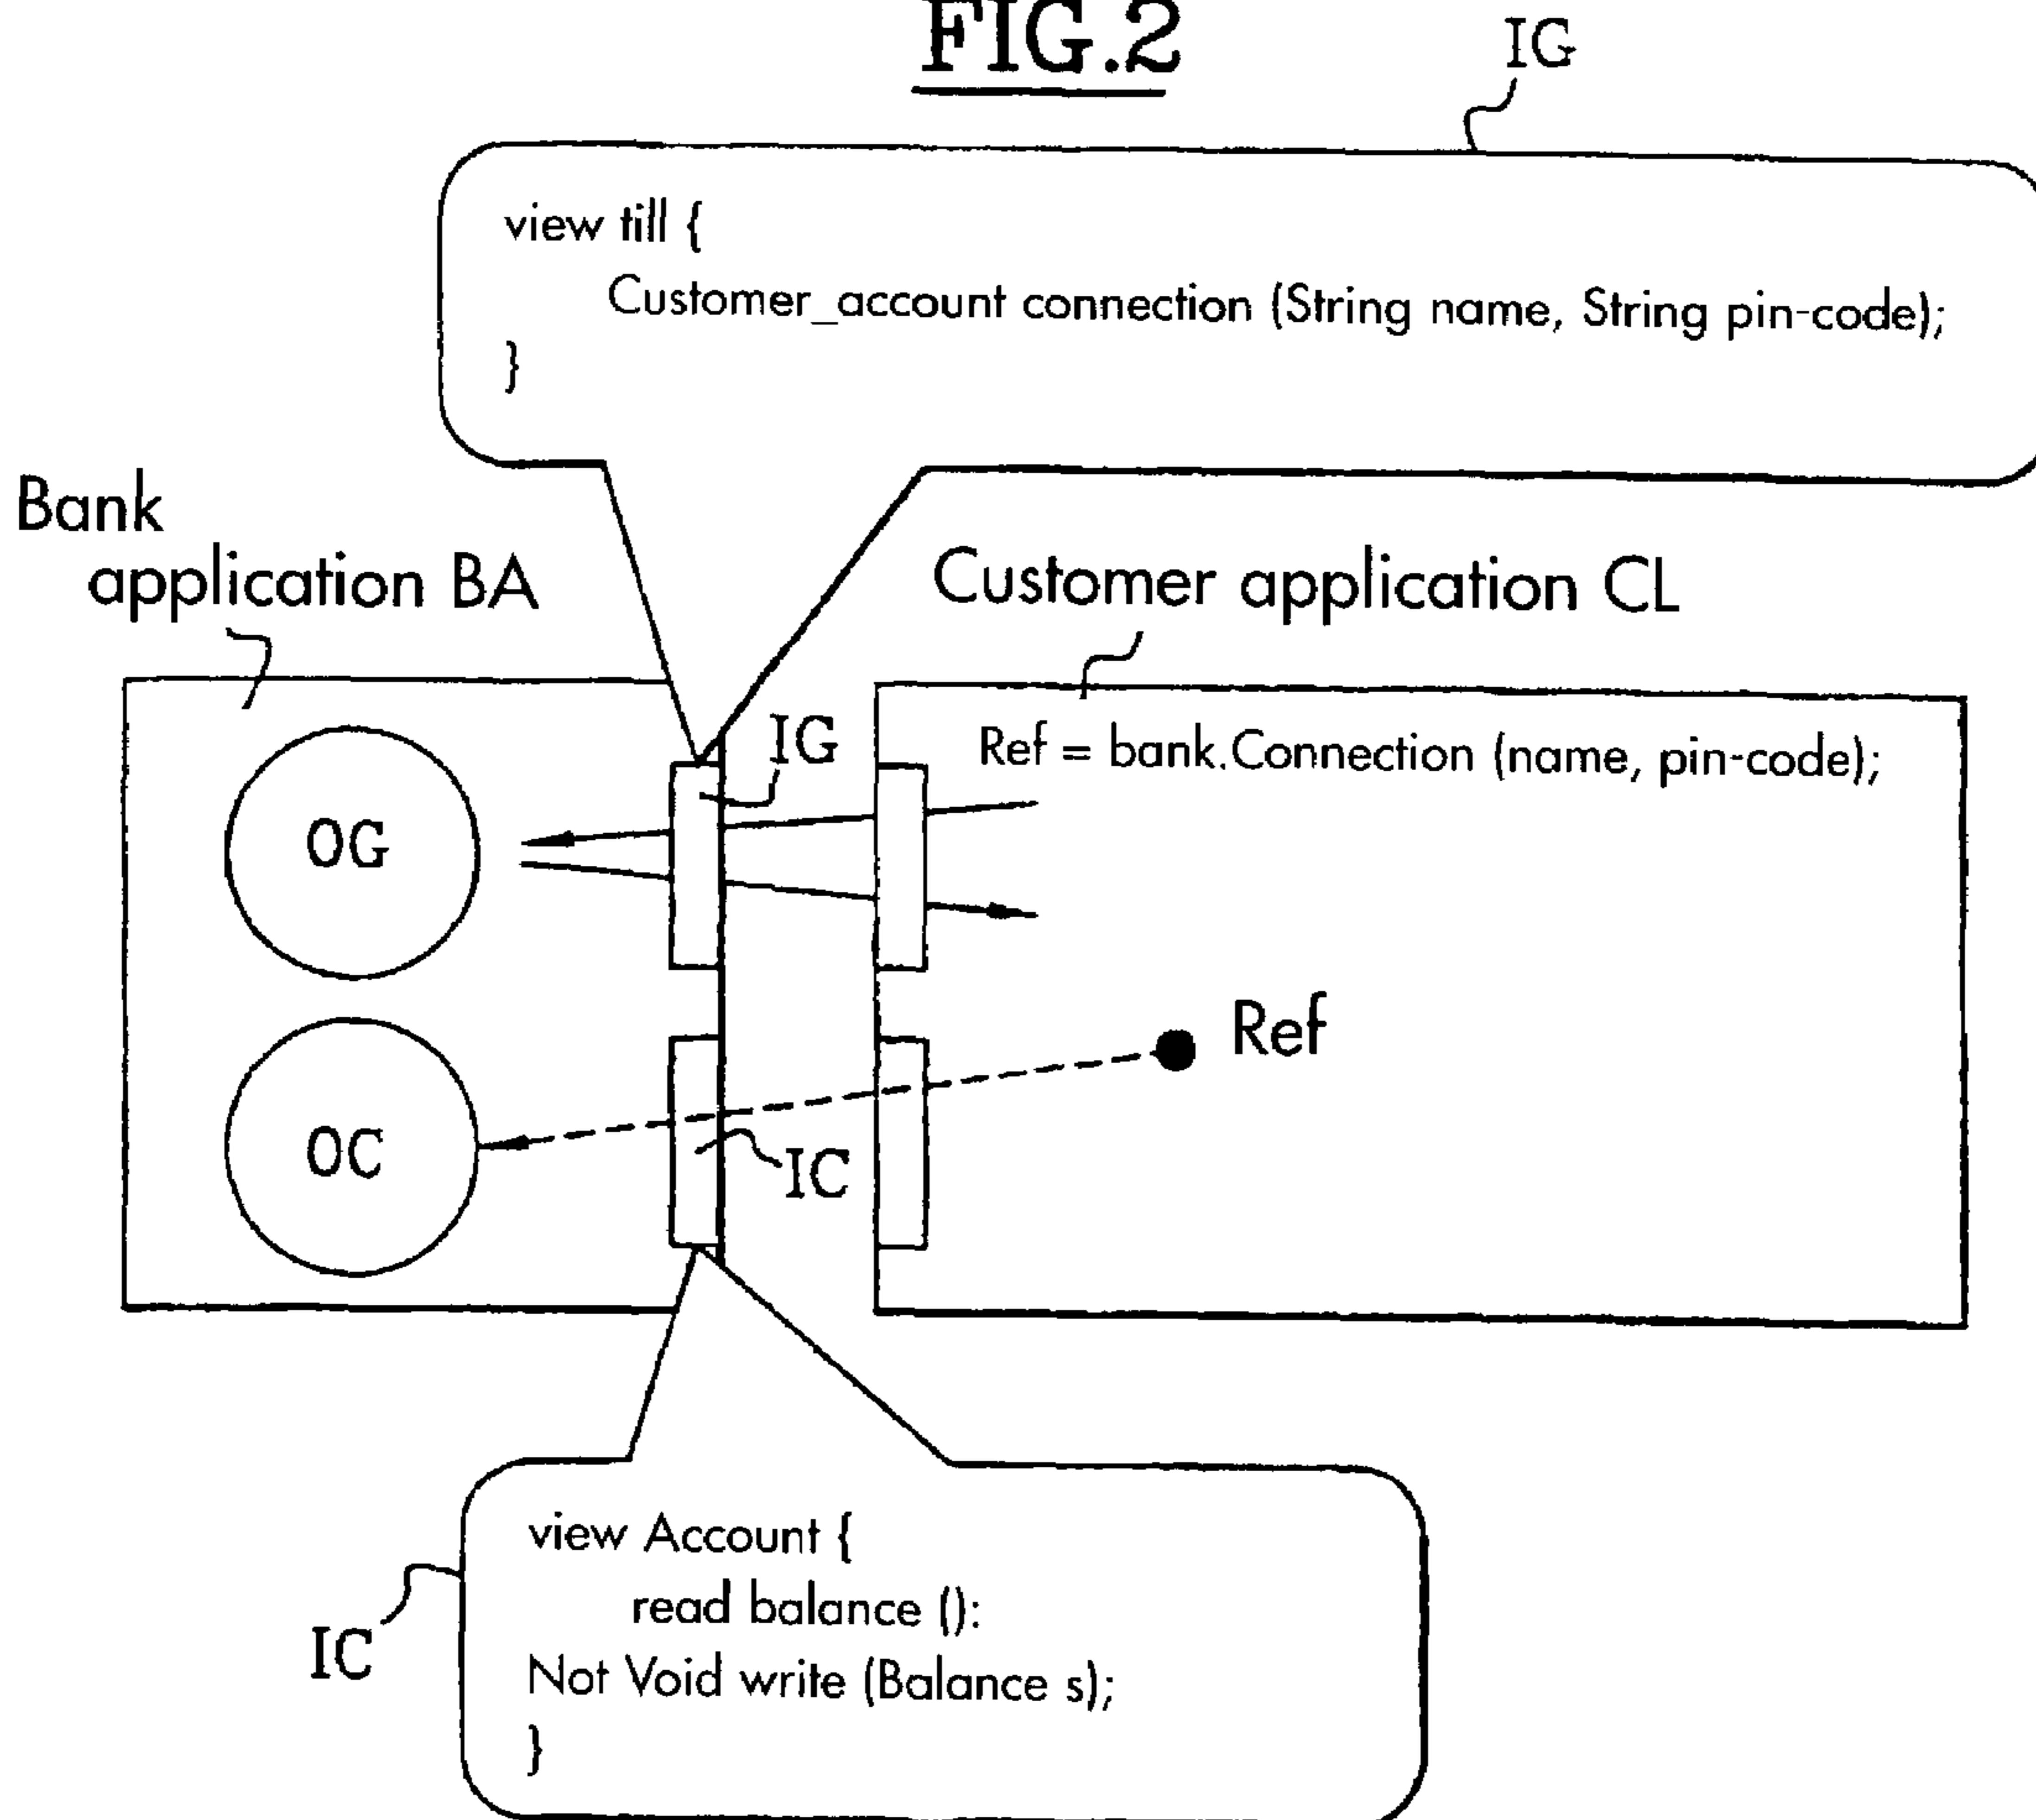 FIG.2
IG
view till {
Customer_account connection (String name, String pin-code);
}
Bank
application BA
Customer application CL
IG
Ref = bank.Connection (name, pin-code);
OG
Ref
OC
IC
view Account {
read balance ():
Not Void write (Balance s);
}
IC